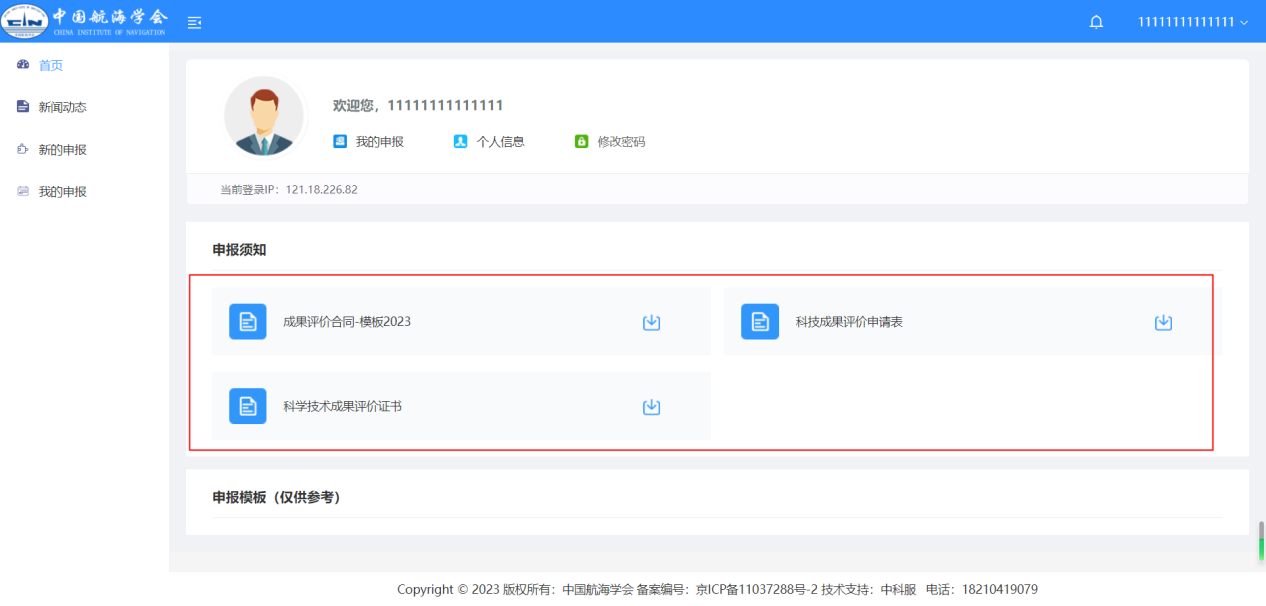 中国航海学会
CHINA INSTITUTE OF NAVIGATION
11111111111111
首页
新闻动态
新的申报
我的申报
欢迎您，11111111111111
我的申报 个人信息 修改密码
当前登录IP：121.18.226.82
申报须知
成果评价合同-模板2023 科技成果评价申请表
科学技术成果评价证书
申报模板（仅供参考）
Copyright © 2023 版权所有：中国航海学会 备案编号：京ICP备11037288号-2 技术支持：中科服 电话：18210419079